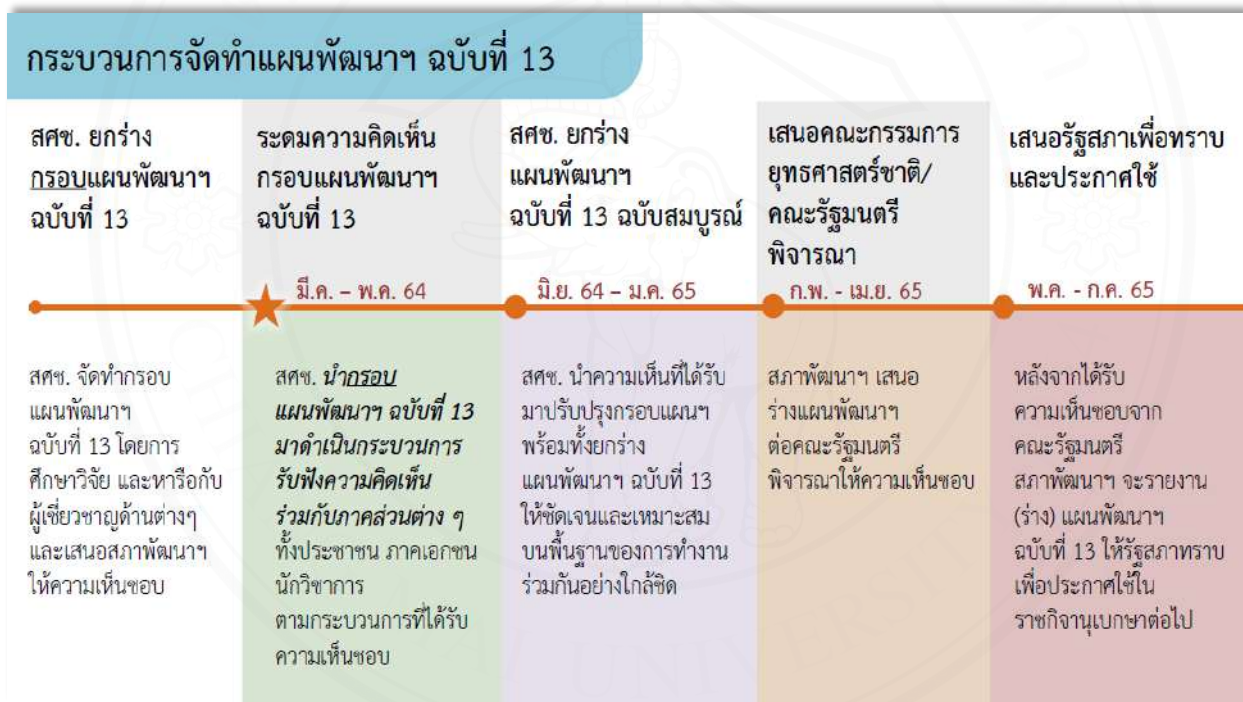 กระบวนการจัดทำแผนพัฒนาฯ ฉบับที่ 13
สศช. ยกร่าง
กรอบแผนพัฒนาฯ
ฉบับที่ 13
ระดมความคิดเห็น
กรอบแผนพัฒนาฯ
ฉบับที่ 13
สศช. ยกร่าง
แผนพัฒนาฯ
ฉบับที่ 13 ฉบับสมบูรณ์
เสนอคณะกรรมการ
ยุทธศาสตร์ชาติ/
คณะรัฐมนตรี
พิจารณา
เสนอรัฐสภาเพื่อทราบ
และประกาศใช้
มี.ค. – พ.ค. 64
มิ.ย. 64 – ม.ค. 65
ก.พ. - เม.ย. 65
พ.ค. - ก.ค. 65
สศช. จัดทำกรอบ
แผนพัฒนาฯ
ฉบับที่ 13 โดยการ
ศึกษาวิจัย และหารือกับ
ผู้เชี่ยวชาญด้านต่างๆ
และเสนอสภาพัฒนาฯ
ให้ความเห็นชอบ
สศช. นำกรอบ
แผนพัฒนาฯ ฉบับที่ 13
มาดำเนินกระบวนการ
รับฟังความคิดเห็น
ร่วมกับภาคส่วนต่าง ๆ
ทั้งประชาชน ภาคเอกชน
นักวิชาการ
ตามกระบวนการที่ได้รับ
ความเห็นชอบ
สศช. นำความเห็นที่ได้รับ
มาปรับปรุงกรอบแผนฯ
พร้อมทั้งยกร่าง
แผนพัฒนาฯ ฉบับที่ 13
ให้ชัดเจนและเหมาะสม
บนพื้นฐานของการทำงาน
ร่วมกันอย่างใกล้ชิด
สภาพัฒนาฯ เสนอ
ร่างแผนพัฒนาฯ
ต่อคณะรัฐมนตรี
พิจารณาให้ความเห็นชอบ
หลังจากได้รับ
ความเห็นชอบจาก
คณะรัฐมนตรี
สภาพัฒนาฯ จะรายงาน
(ร่าง) แผนพัฒนาฯ
ฉบับที่ 13 ให้รัฐสภาทราบ
เพื่อประกาศใช้ใน
ราชกิจานุเบกษาต่อไป